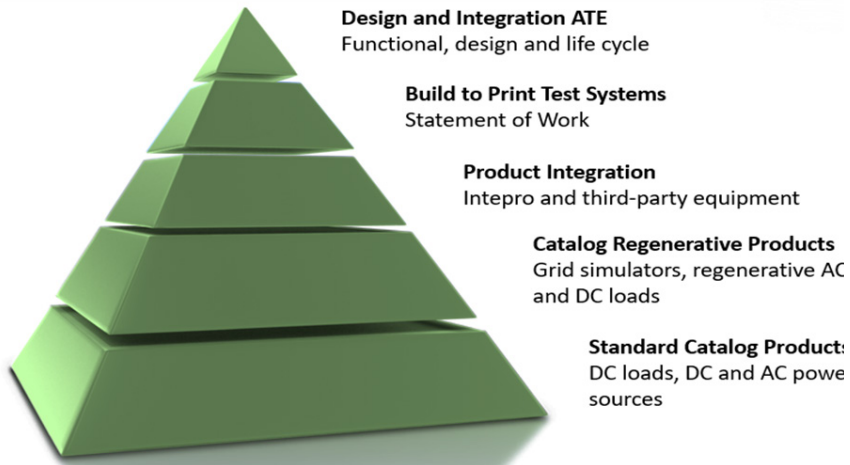 Design and Integration ATE
Functional, design and life cycle
Build to Print Test Systems
Statement of Work
Product Integration
Intepro and third-party equipment
Catalog Regenerative Products
Grid simulators, regenerative AC
and DC loads
Standard Catalog Products
DC loads, DC and AC powe
sources